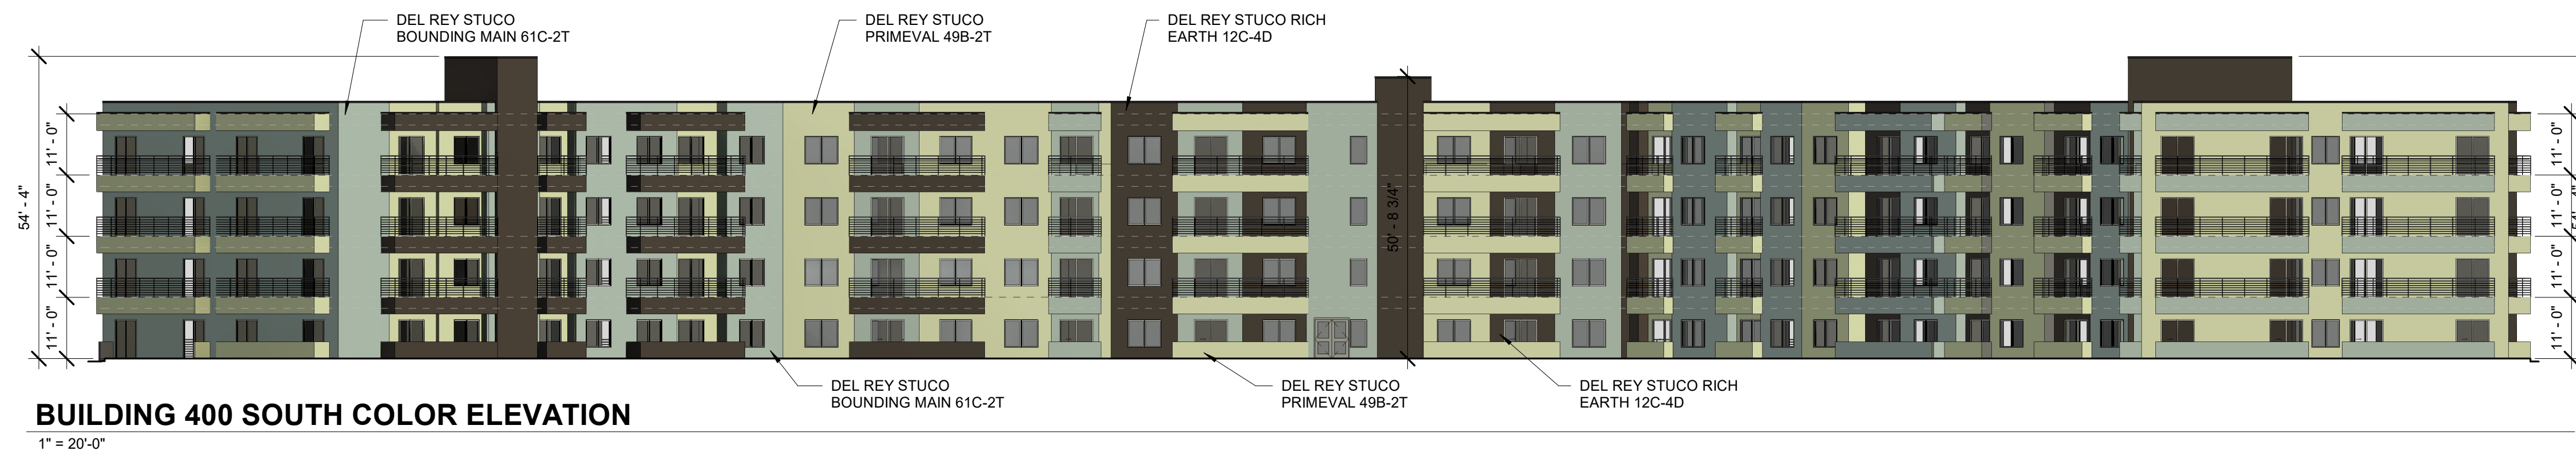 DEL REY STUCO
BOUNDING MAIN 61C-2T
DEL REY STUCO
PRIMEVAL 49B-2T
DEL REY STUCO RICH
EARTH 12C-4D
54' - 4"
11' - 0"
11' - 0"
11' - 0"
11' - 0"
50' - 8 3/4"
11' - 0"
11' - 0"
11' - 0"
11' - 0"
DEL REY STUCO
BOUNDING MAIN 61C-2T
DEL REY STUCO
PRIMEVAL 49B-2T
DEL REY STUCO RICH
EARTH 12C-4D
BUILDING 400 SOUTH COLOR ELEVATION
1" = 20'-0"